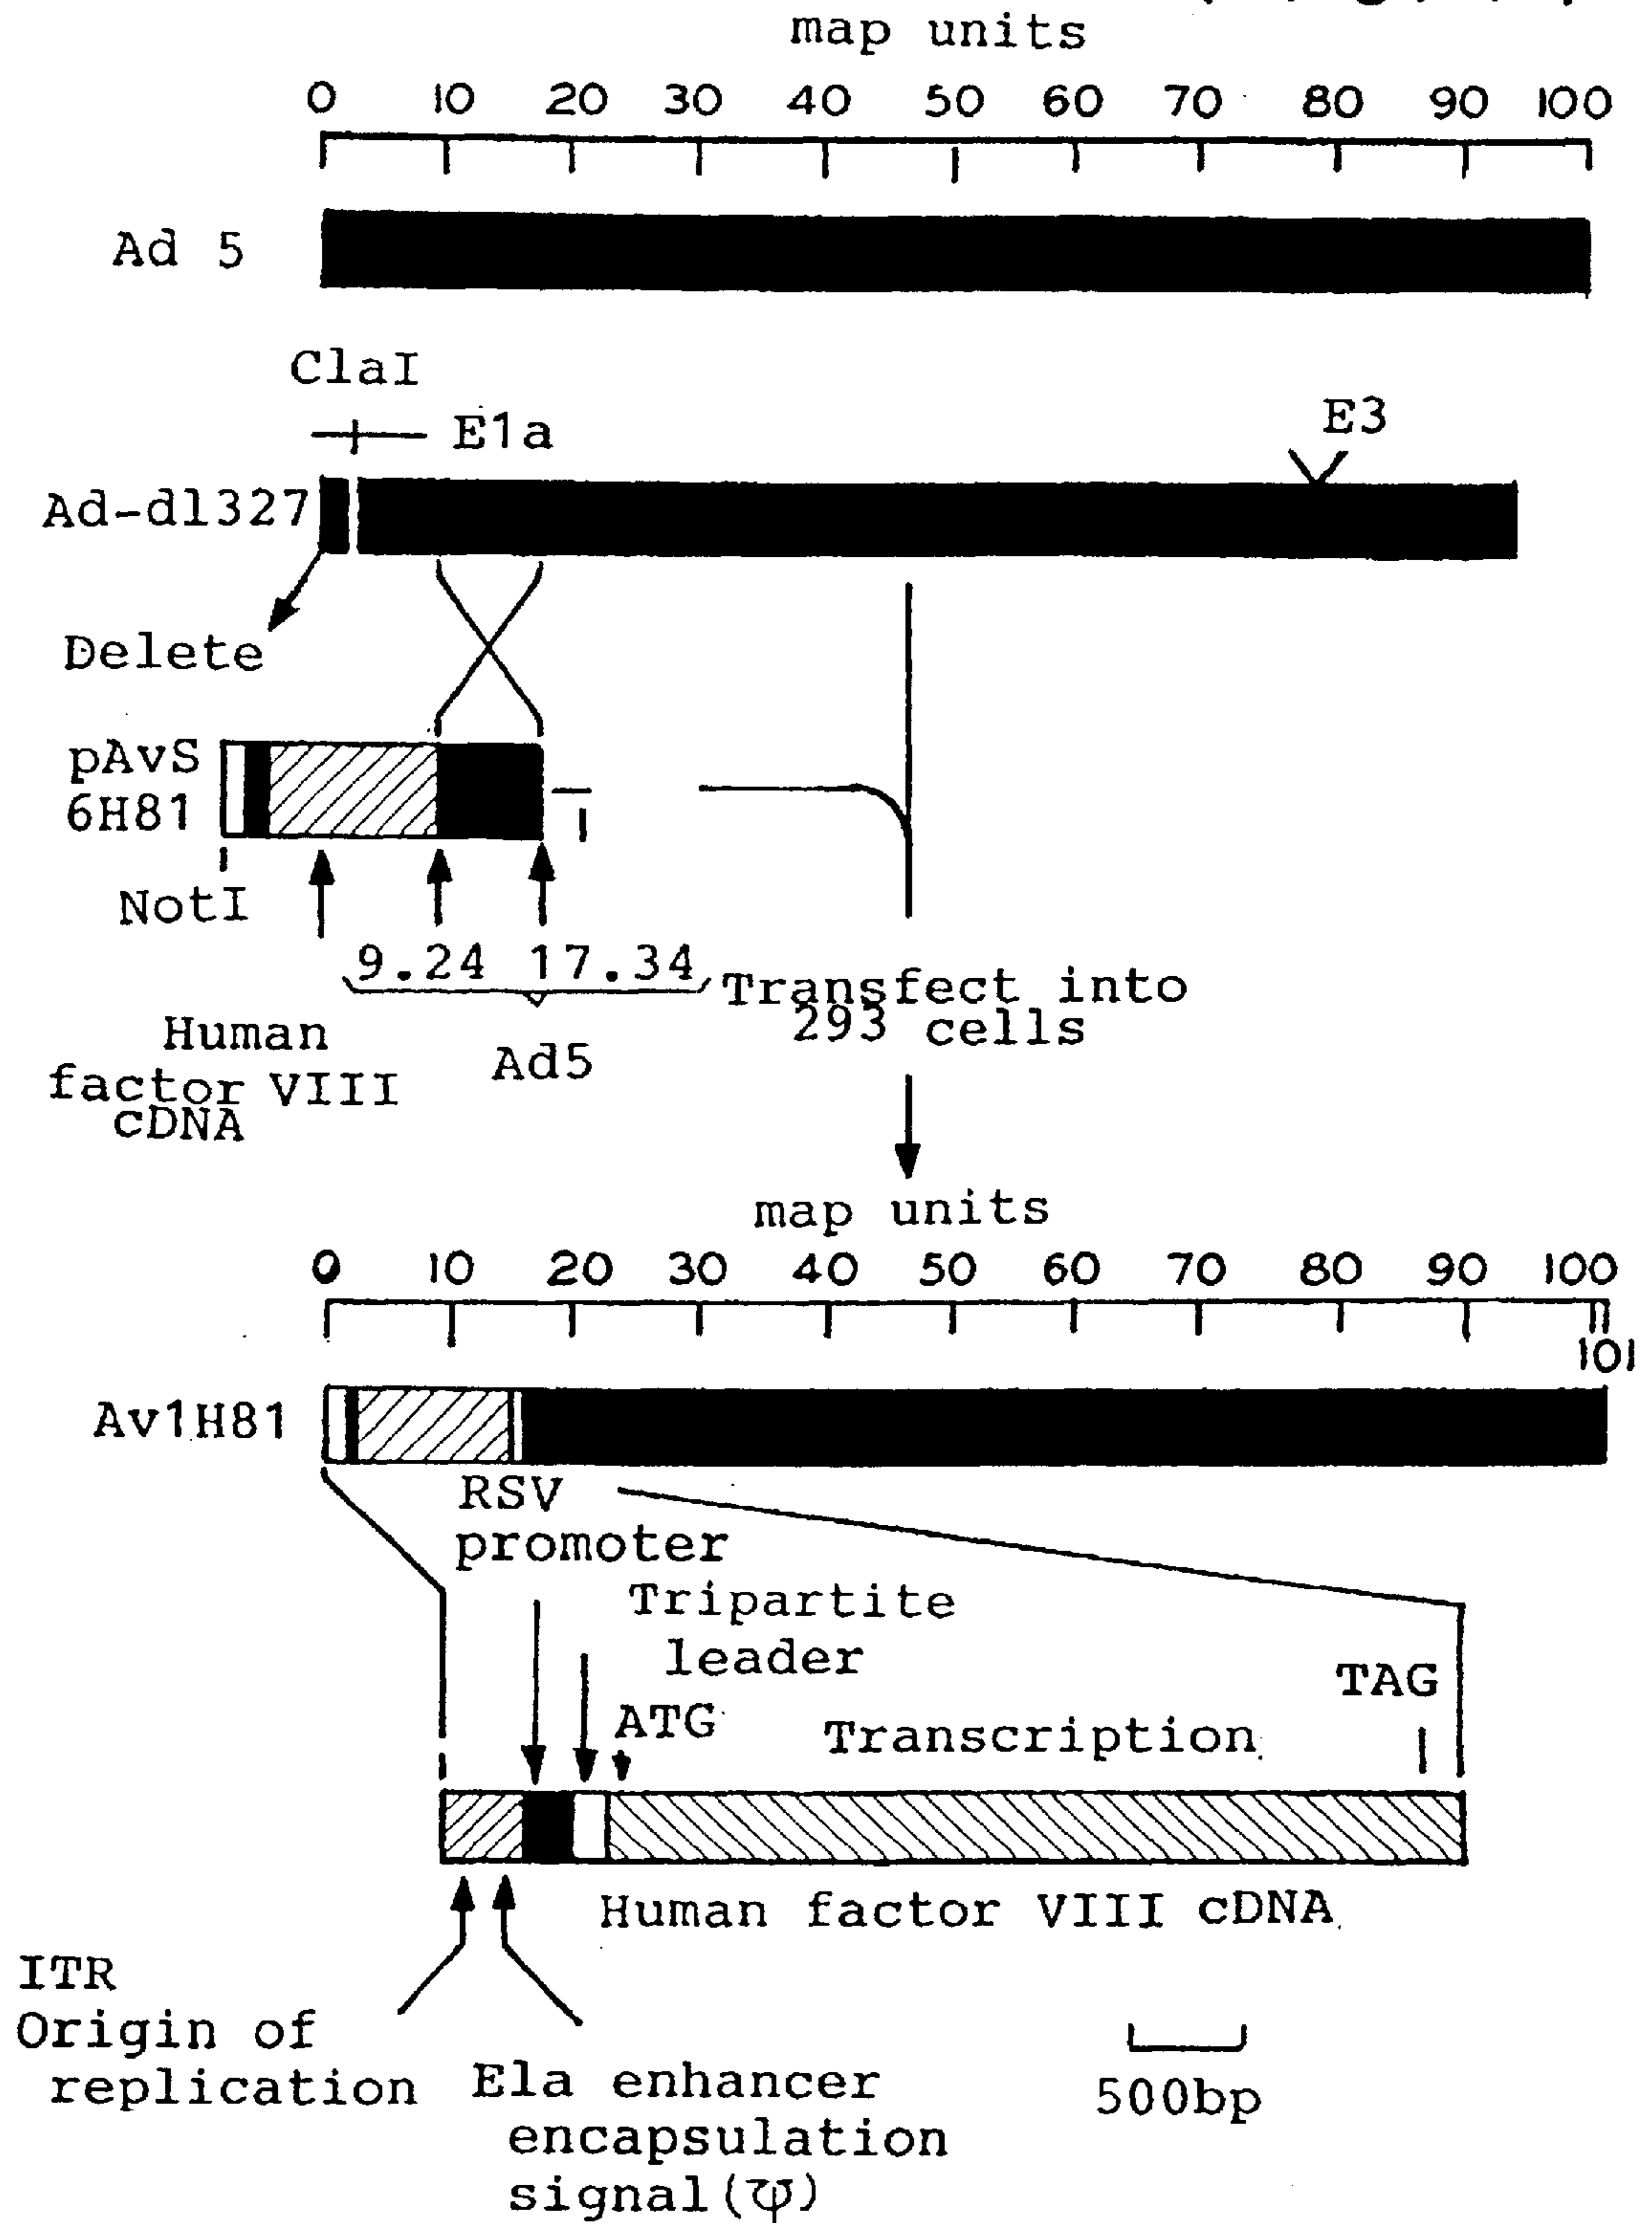 map units
0 10 20 30 40 50 60 70 80 90 100
Ad 5
ClaI
E1a
E3
Ad-dl327
Delete
pAvS
6H81
NotI
9.24 17.34
Transfect into
293 cells
Human
factor VIII
cDNA
Ad5
map units
0 10 20 30 40 50 60 70 80 90 100
101
Av1H81
RSV
promoter
Tripartite
leader
ATG
Transcription
TAG
Human factor VIII cDNA
ITR
Origin of
replication
Ela enhancer
encapsulation
signal(ψ)
500bp